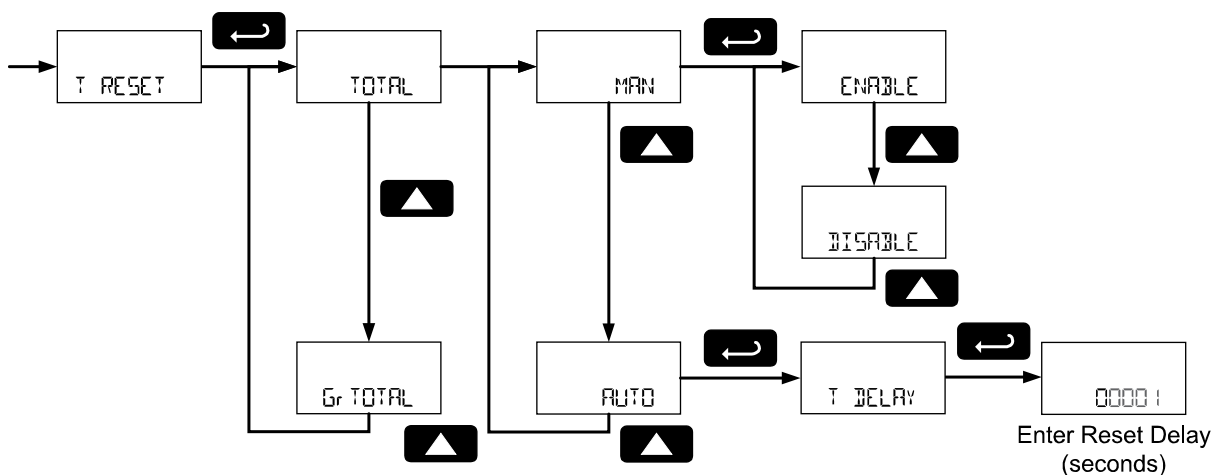 T RESET
TOTAL
MAN
ENABLE
DISABLE
Gr TOTAL
AUTO
T DELAY
00001
Enter Reset Delay
(seconds)